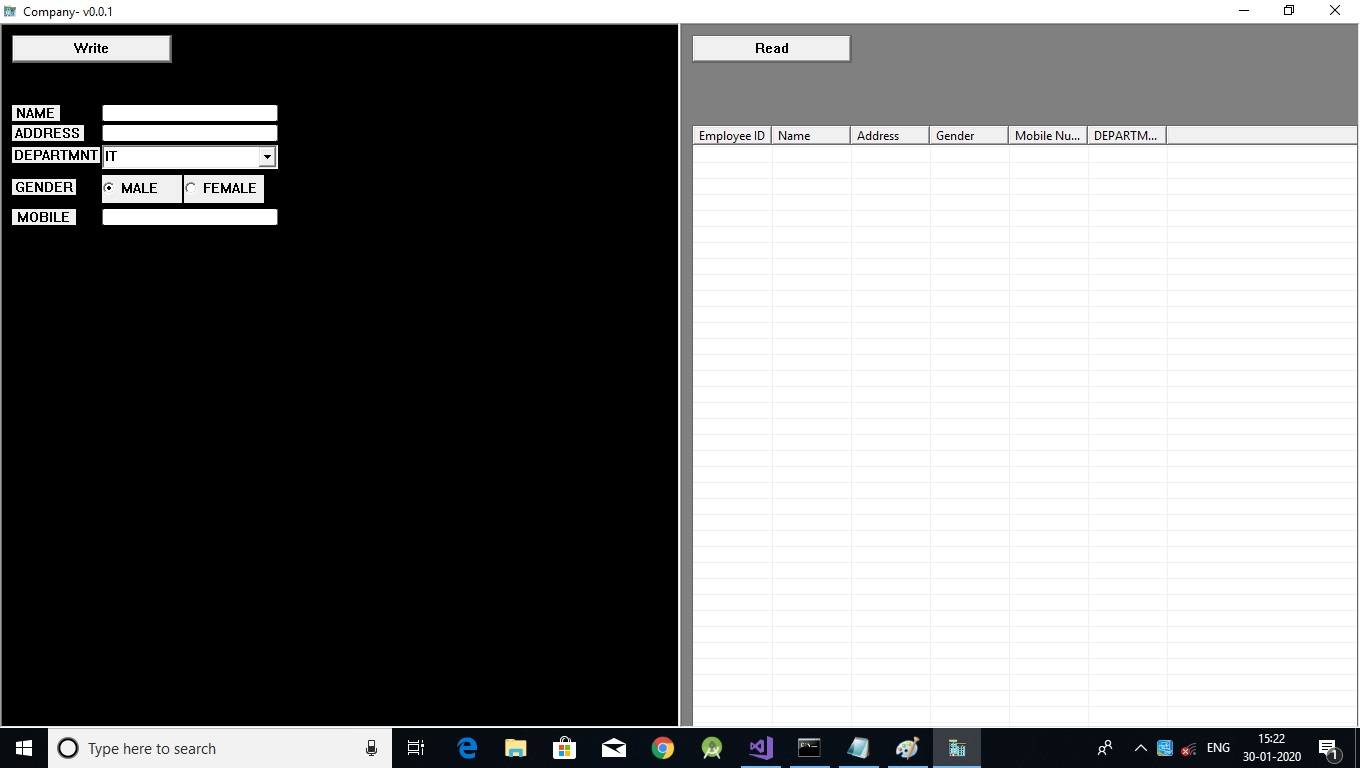 Company- v0.0.1
Write
NAME
ADDRESS
DEPARTMNT IT
GENDER MALE FEMALE
MOBILE
Read
Employee ID Name Address Gender Mobile Nu... DEPARTM...
Type here to search
ENG
15:22
30-01-2020
1